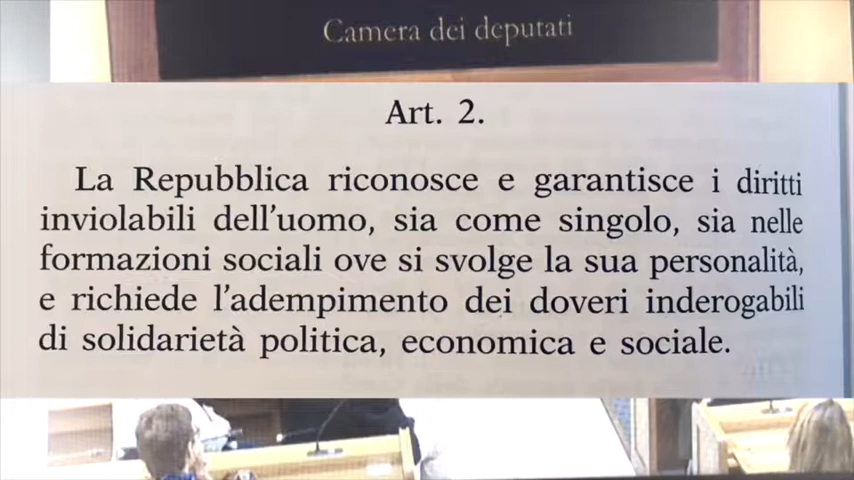 Camera dei deputati
Art. 2.
La Repubblica riconosce e garantisce i diritti
inviolabili dell'uomo, sia come singolo, sia nelle
formazioni sociali ove si svolge la sua personalità,
e richiede l'adempimento dei doveri inderogabili
di solidarietà politica, economica e sociale.